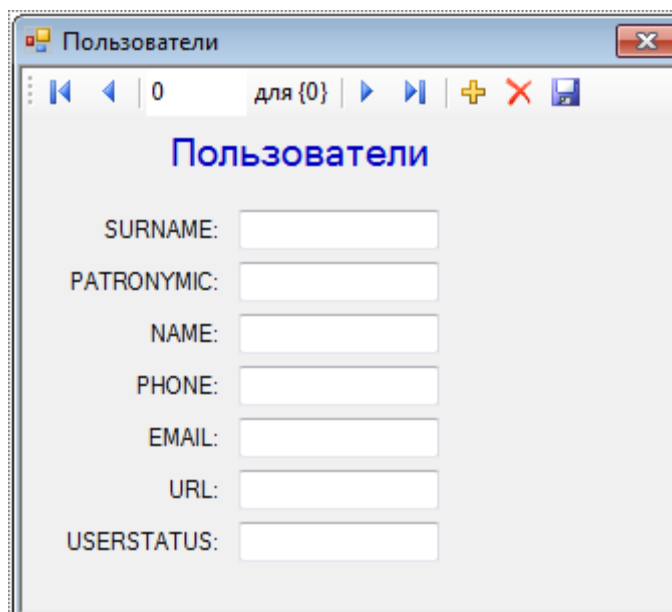 Пользователи
0 для {0}
Пользователи
SURNAME:
PATRONYMIC:
NAME:
PHONE:
EMAIL:
URL:
USERSTATUS: